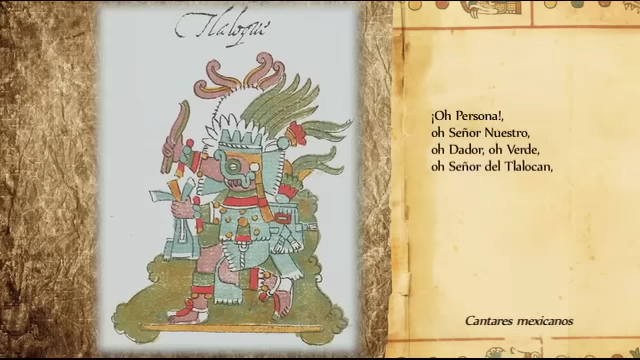 Tlaloque
¡Oh Persona!,
oh Señor Nuestro,
oh Dador, oh Verde,
oh Señor del Tlalocan,
Cantares mexicanos